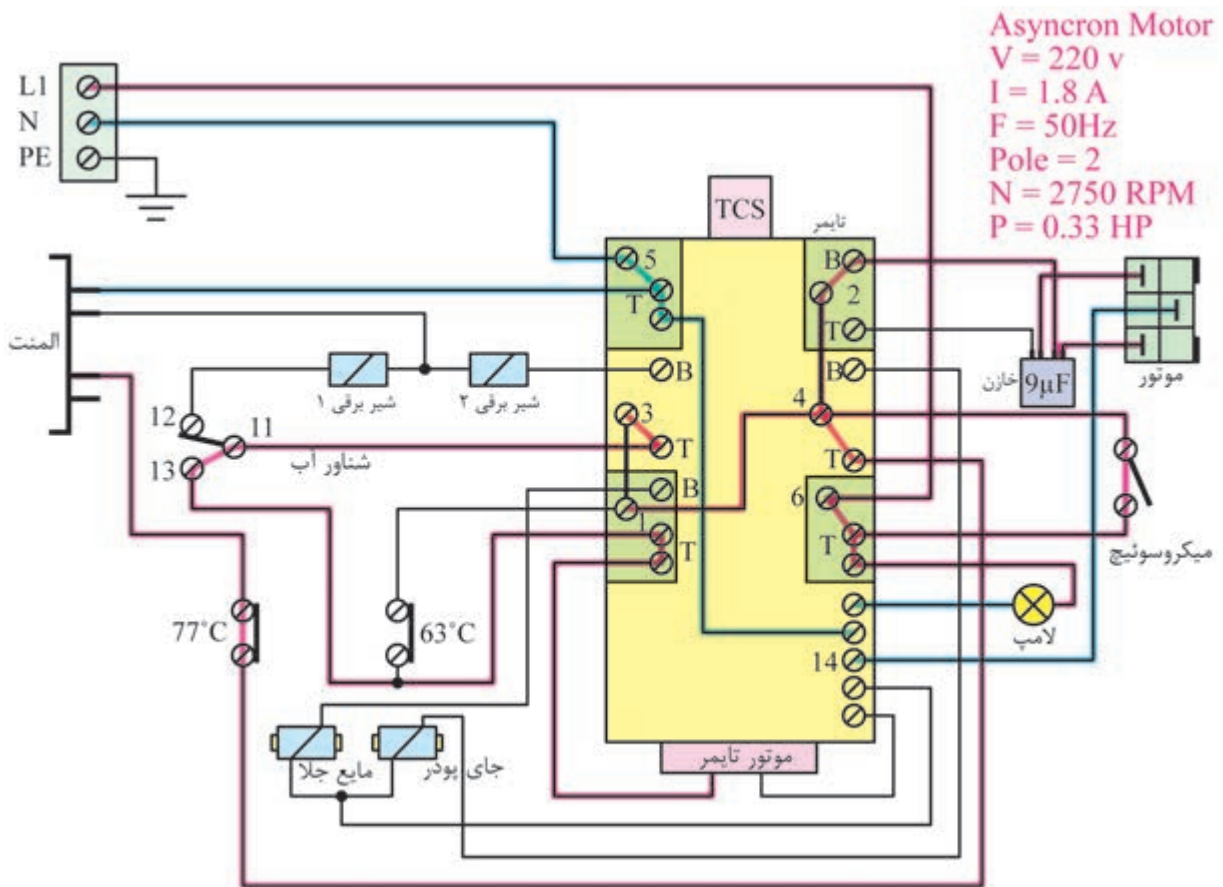 Asyncron Motor
V = 220 v
I = 1.8 A
F = 50Hz
Pole = 2
N = 2750 RPM
P = 0.33 HP
L1
N
PE
TCS
تایمر
5
T
B
2
T
B
المنت
شیر برقی ۱
شیر برقی ۲
B
9µF
خازن
موتور
12
11
13
شناور آب
3
T
4
T
B
1
T
6
T
میکروسوئیچ
77°C
63°C
لامپ
14
مایع جلا
جای پودر
موتور تایمر